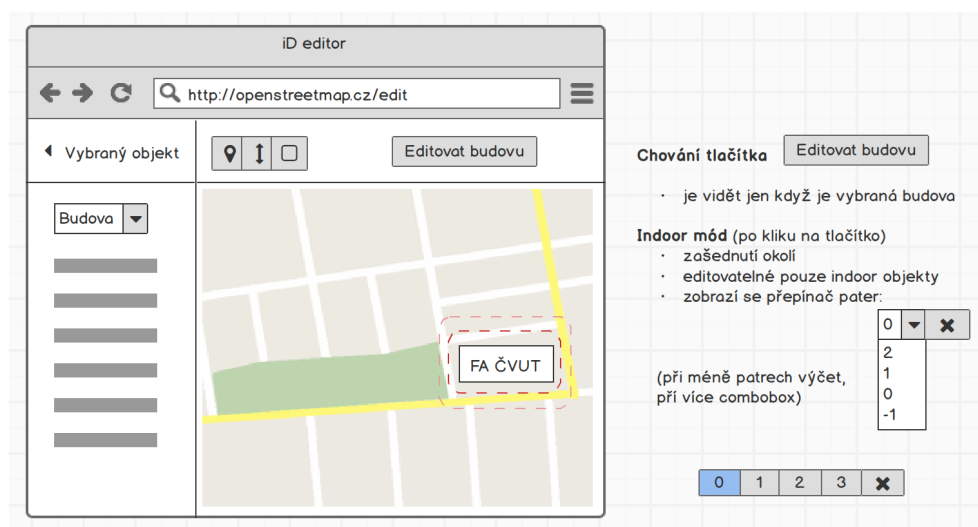 iD editor
http://openstreetmap.cz/edit
Vybraný objekt
Editovat budovu
Budova
FA ČVUT
Chování tlačítka
Editovat budovu
· je vidět jen když je vybraná budova
Indoor mód (po kliku na tlačítko)
· zašednutí okolí
· editovatelné pouze indoor objekty
· zobrazí se přepínač pater:
0
2
1
0
-1
(při méně patrech výčet,
pří více combobox)
0 1 2 3